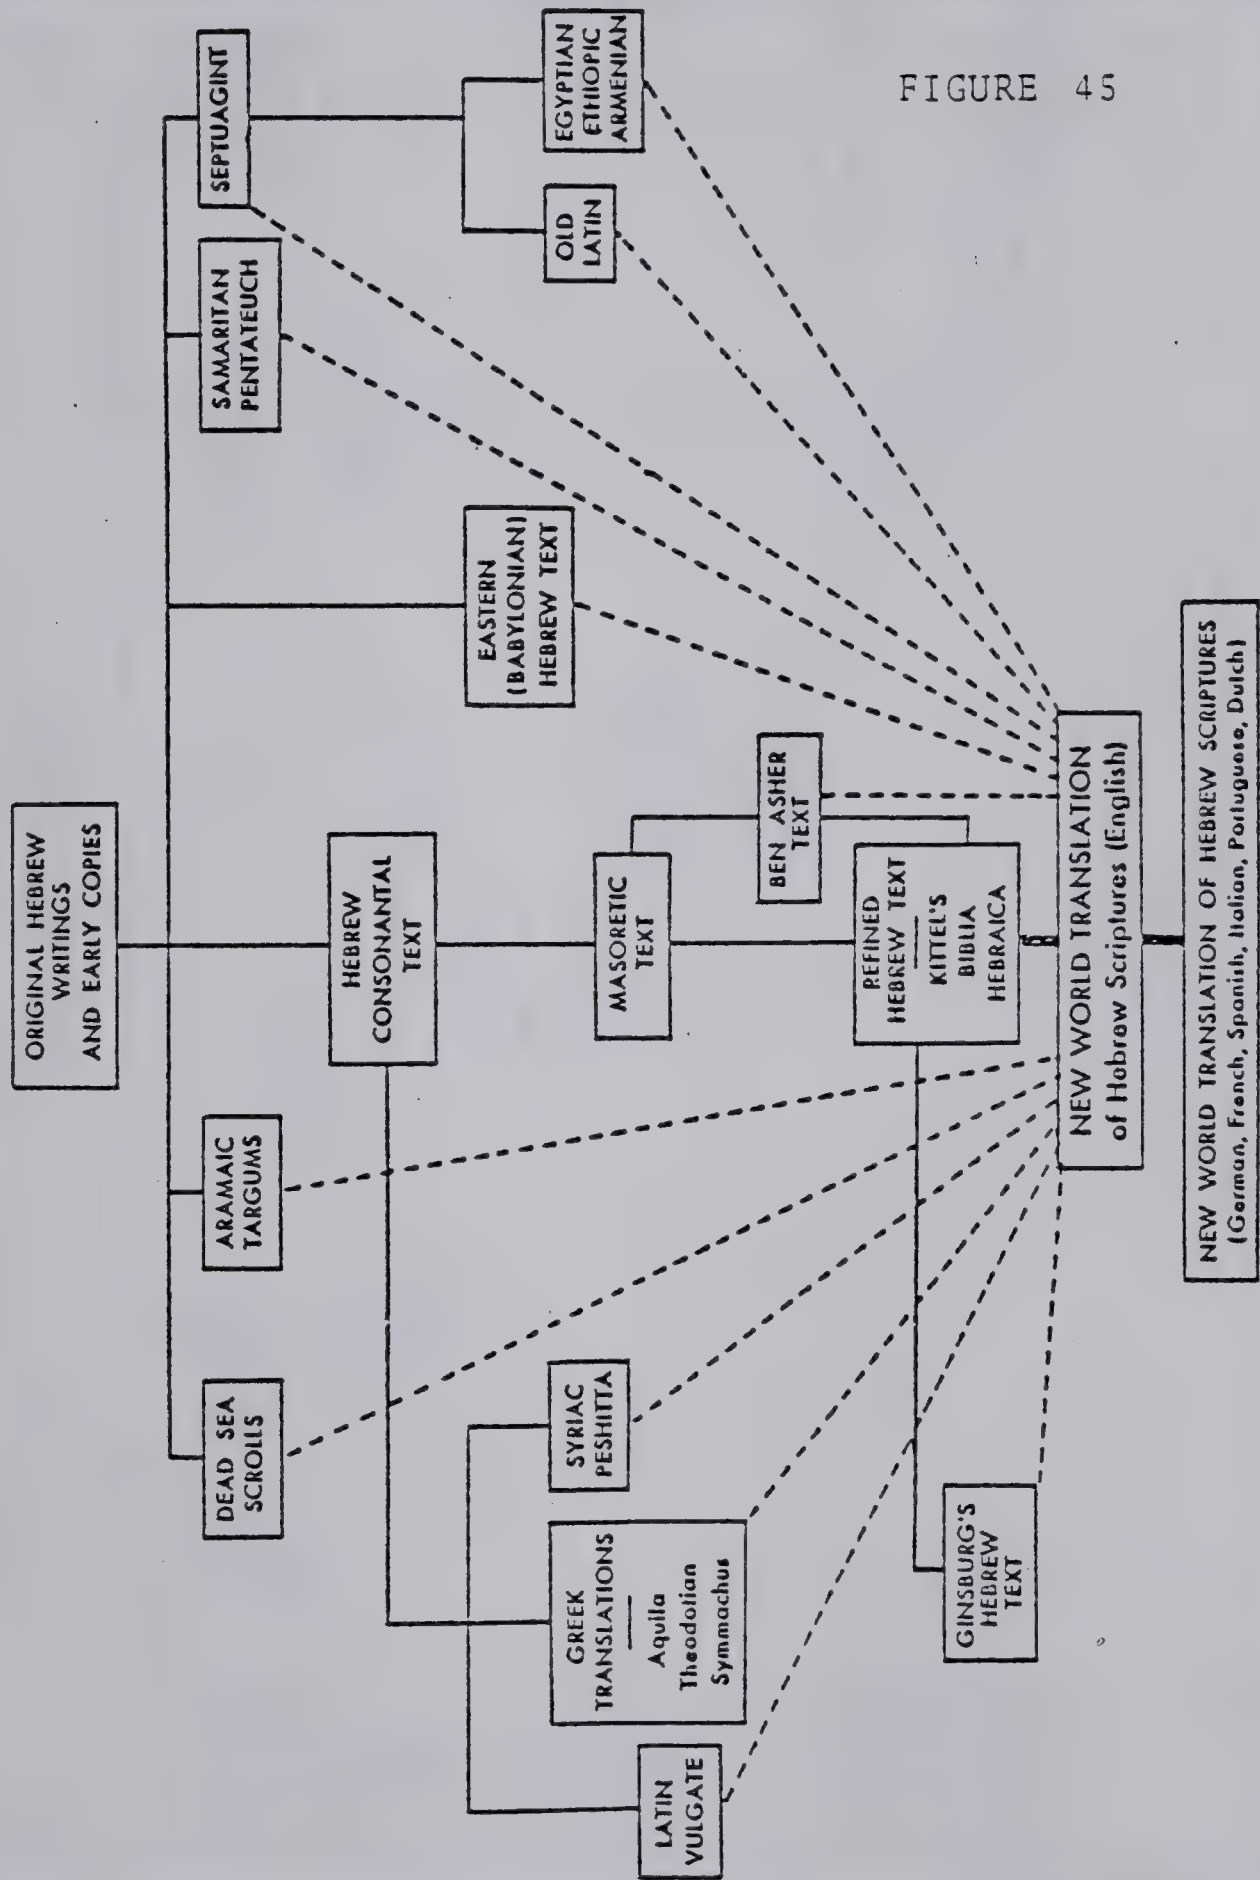 FIGURE 45
ORIGINAL HEBREW
WRITINGS
AND EARLY COPIES
DEAD SEA
SCROLLS
ARAMAIC
TARGUMS
SAMARITAN
PENTATEUCH
SEPTUAGINT
HEBREW
CONSONANTAL
TEXT
EASTERN
(BABYLONIAN)
HEBREW TEXT
LATIN
VULGATE
GREEK
TRANSLATIONS
Aquila
Theodotian
Symmachus
SYRIAC
PESHITTA
OLD
LATIN
EGYPTIAN
ETHIOPIC
ARMENIAN
MASORETIC
TEXT
BEN ASHER
TEXT
REFINED
HEBREW TEXT
KITTEL'S
BIBLIA
HEBRAICA
GINSBURG'S
HEBREW
TEXT
NEW WORLD TRANSLATION
of Hebrew Scriptures (English)
NEW WORLD TRANSLATION OF HEBREW SCRIPTURES
(German, French, Spanish, Italian, Portuguese, Dutch)